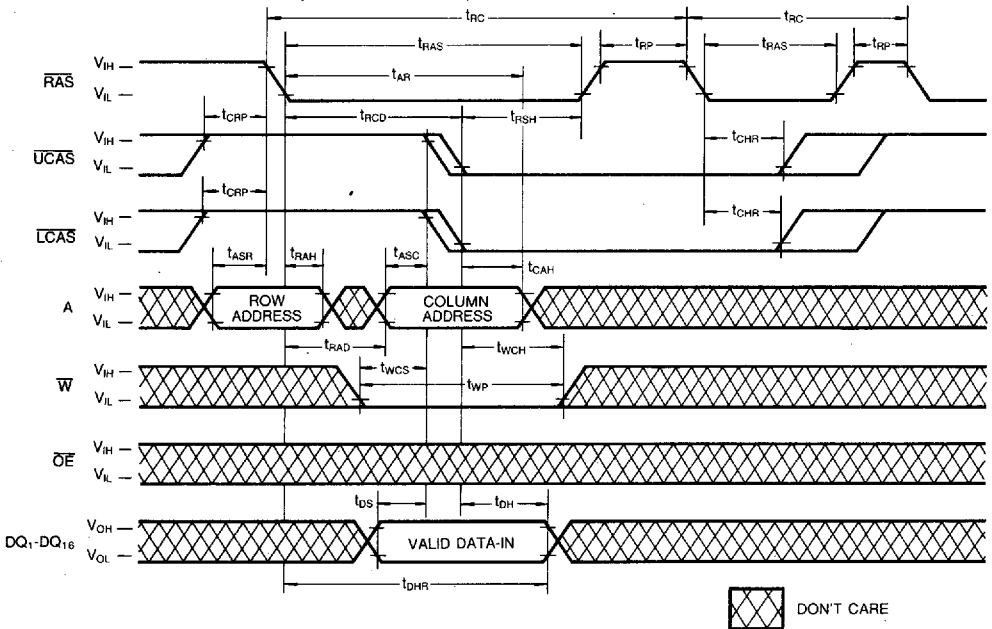 tRC tRC
tRAS tRP tRAS tRP
VIH
RAS tAR
VIL
tCRP tRCD tRSH
VIH tCHR
UCAS
VIL
tCRP
VIH tCHR
LCAS
VIL
tASR tRAH tASC tCAH
VIH
A ROW ADDRESS COLUMN ADDRESS
VIL
tRAD tWCH
tWCS
VIH tWP
W
VIL
VIH
OE
VIL
tDS tDH
VOH
DQ1-DQ16 VALID DATA-IN
VOL
tDHR
DON'T CARE